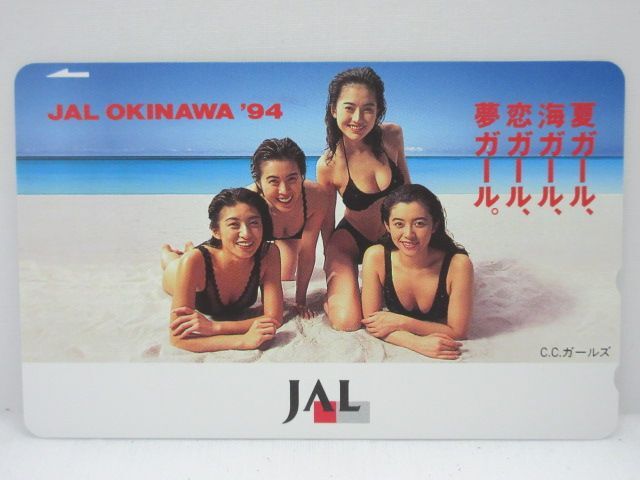 JAL OKINAWA '94
夏ガール、
海ガール、
恋ガール、
夢ガール。
C.C.ガールズ
JAL